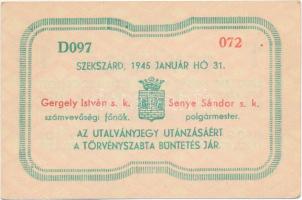 D097 072
SZEKSZÁRD, 1945 JANUÁR HÓ 31.
Gergely István s. k. Senye Sándor s. k.
számvevőségi főnök. polgármester.
AZ UTALVÁNYJEGY UTÁNZÁSÁÉRT
A TÖRVÉNYSZABTA BÜNTETÉS JÁR.